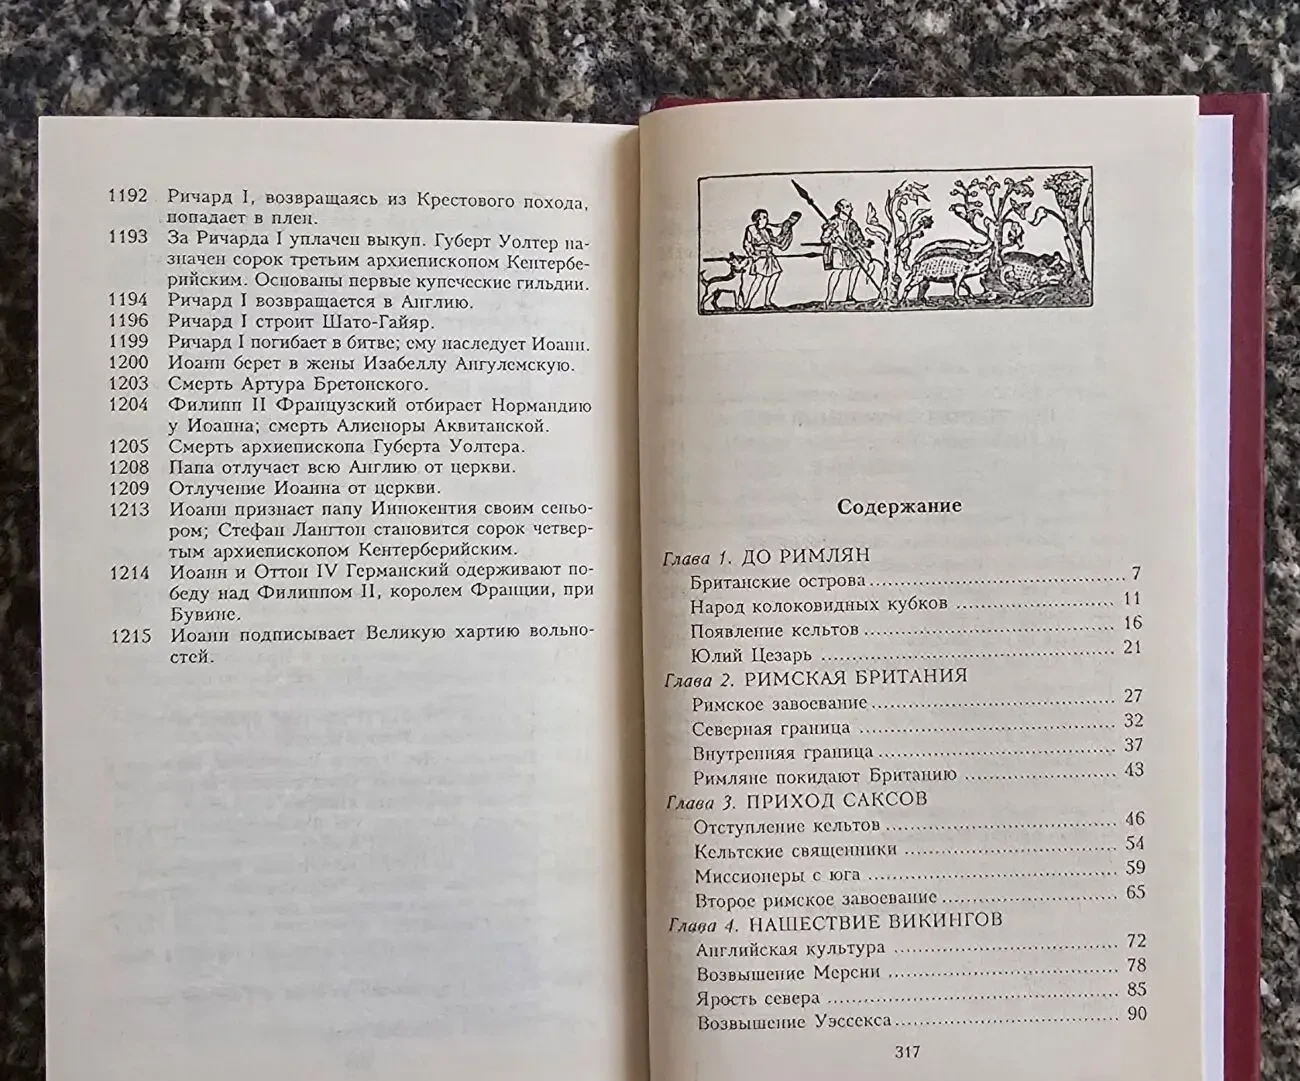 1192 Ричард I, возвращаясь из Крестового похода,
попадает в плен.
1193 За Ричарда I уплачен выкуп. Губерт Уолтер на-
значен сорок третьим архиепископом Кентербе-
рийским. Основаны первые купеческие гильдии.
1194 Ричард I возвращается в Англию.
1196 Ричард I строит Шато-Гайяр.
1199 Ричард I погибает в битве; ему наследует Иоанн.
1200 Иоанн берет в жены Изабеллу Ангулемскую.
1203 Смерть Артура Бретонского.
1204 Филипп II Французский отбирает Нормандию
у Иоанна; смерть Алиеноры Аквитанской.
1205 Смерть архиепископа Губерта Уолтера.
1208 Папа отлучает всю Англию от церкви.
1209 Отлучение Иоанна от церкви.
1213 Иоанн признает папу Иннокентия своим сеньо-
ром; Стефан Лангтон становится сорок четвер-
тым архиепископом Кентерберийским.
1214 Иоанн и Оттон IV Германский одерживают по-
беду над Филиппом II, королем Франции, при
Бувине.
1215 Иоанн подписывает Великую хартию вольно-
стей.
Содержание
Глава 1. ДО РИМЛЯН
Британские острова 7
Народ колоковидных кубков 11
Появление кельтов 16
Юлий Цезарь 21
Глава 2. РИМСКАЯ БРИТАНИЯ
Римское завоевание 27
Северная граница 32
Внутренняя граница 37
Римляне покидают Британию 43
Глава 3. ПРИХОД САКСОВ
Отступление кельтов 46
Кельтские священники 54
Миссионеры с юга 59
Второе римское завоевание 65
Глава 4. НАШЕСТВИЕ ВИКИНГОВ
Английская культура 72
Возвышение Мерсии 78
Ярость севера 85
Возвышение Уэссекса 90
317